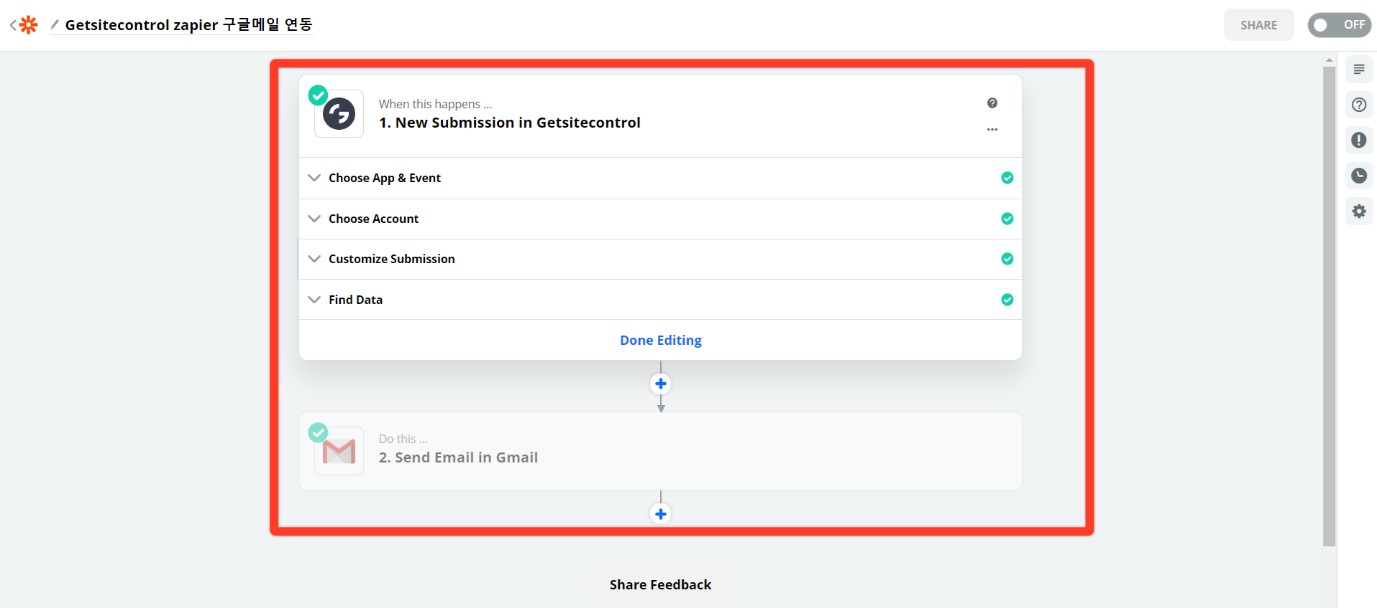 Getsitecontrol zapier 구글메일 연동
SHARE
OFF
When this happens ...
1. New Submission in Getsitecontrol
Choose App & Event
Choose Account
Customize Submission
Find Data
Done Editing
Do this ...
2. Send Email in Gmail
Share Feedback